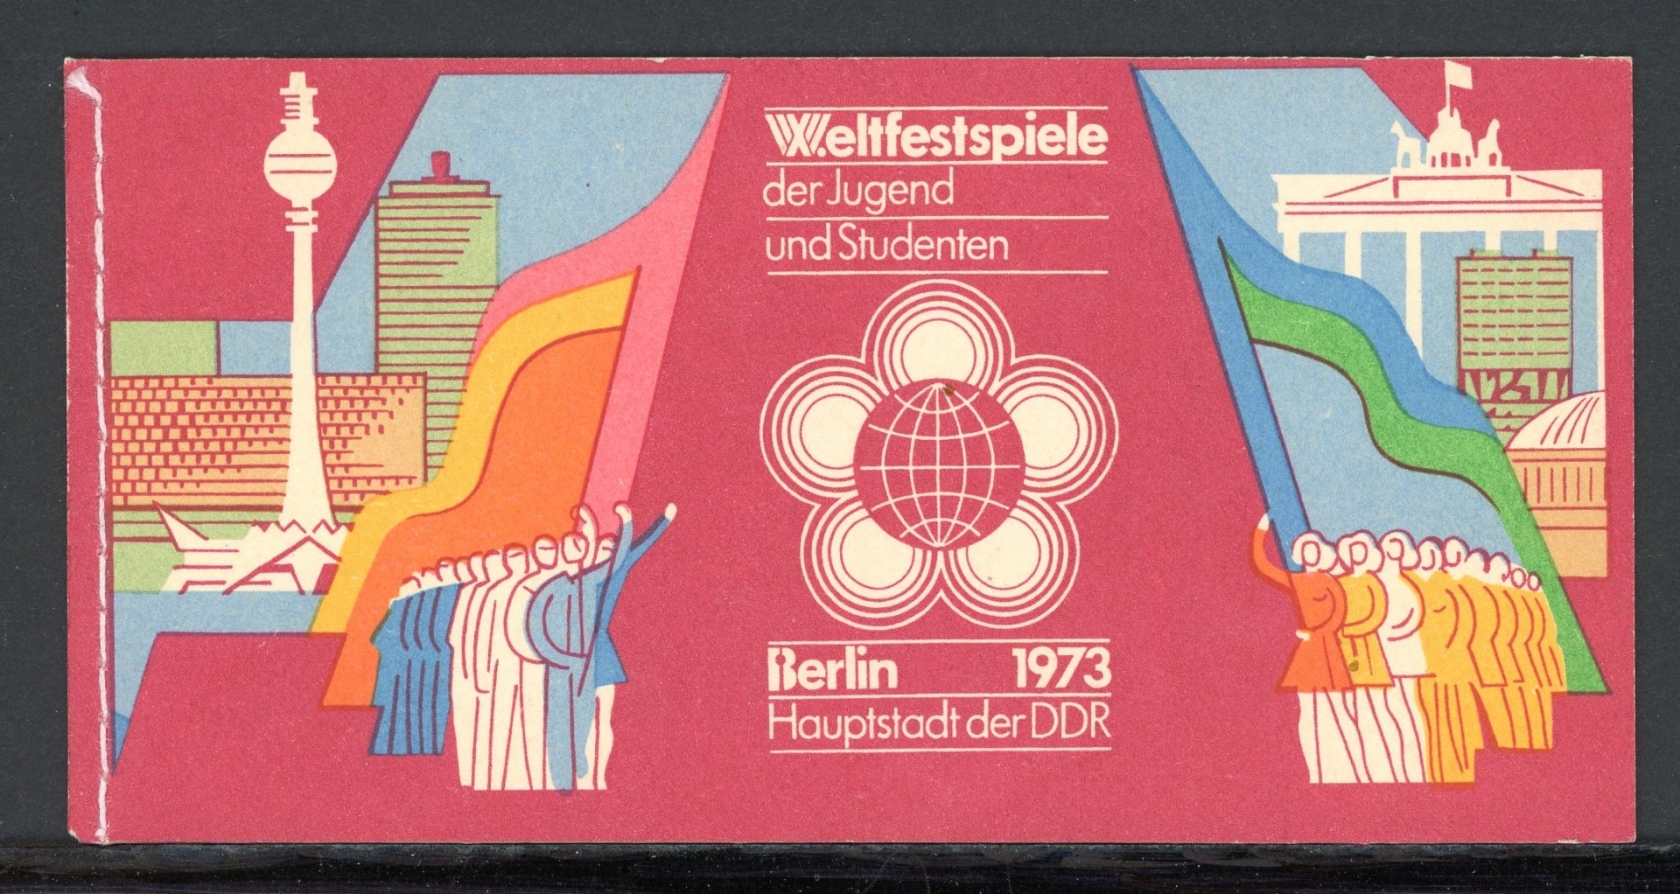 Weltfestspiele
der Jugend
und Studenten
Berlin 1973
Hauptstadt der DDR